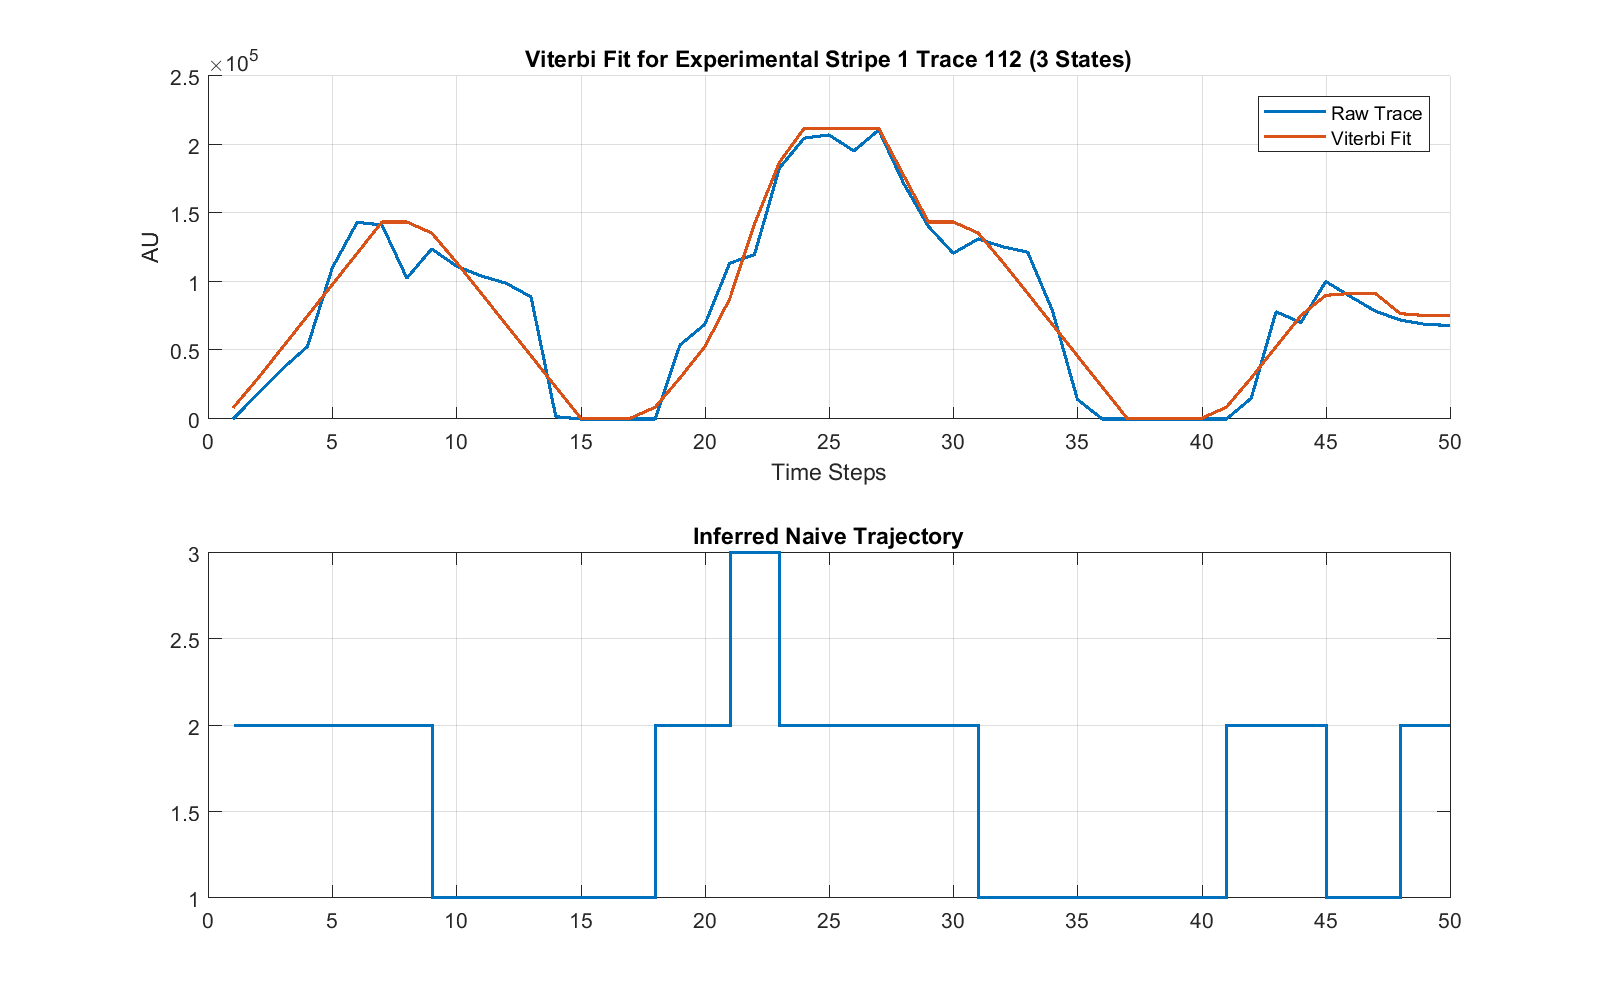 Viterbi Fit for Experimental Stripe 1 Trace 112 (3 States)
×10^5
2.5
2
1.5
1
0.5
0
AU
Raw Trace
Viterbi Fit
0 5 10 15 20 25 30 35 40 45 50
Time Steps
Inferred Naive Trajectory
3
2.5
2
1.5
1
0 5 10 15 20 25 30 35 40 45 50